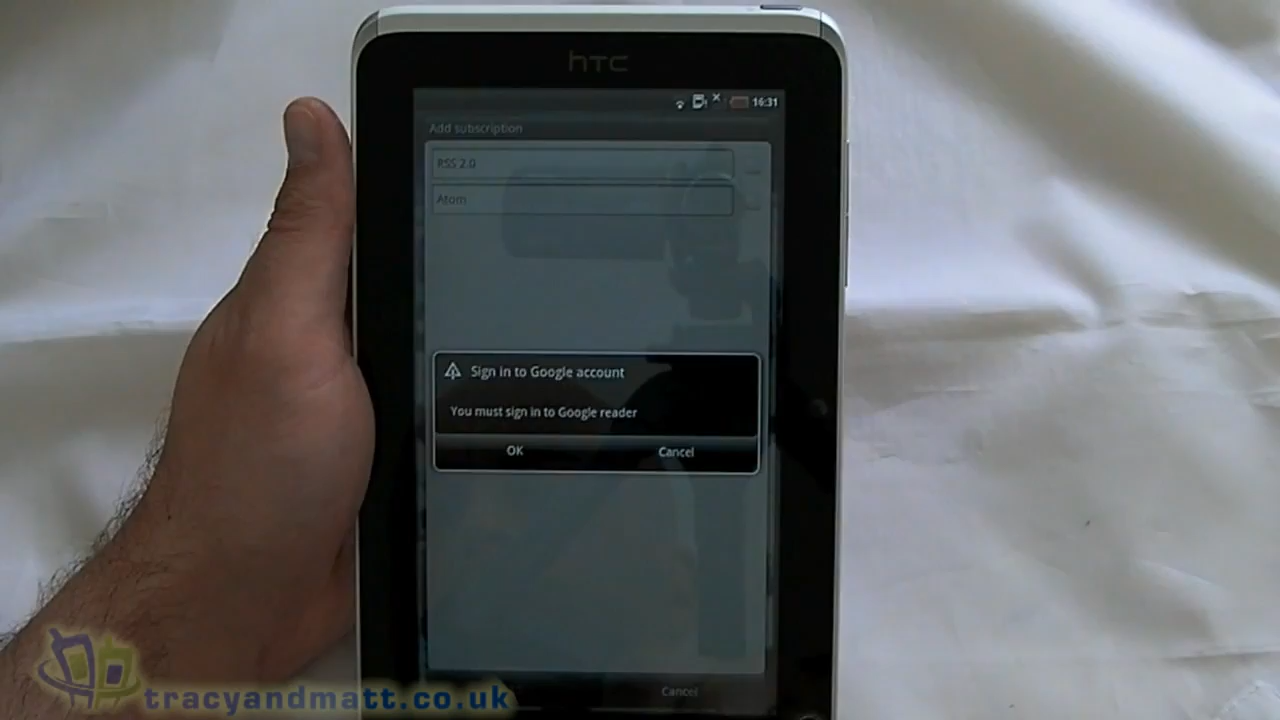 hTC
16:31
Add subscription
RSS 2.0
Atom
Sign in to Google account
You must sign in to Google reader
OK Cancel
Cancel
tracyandmatt.co.uk